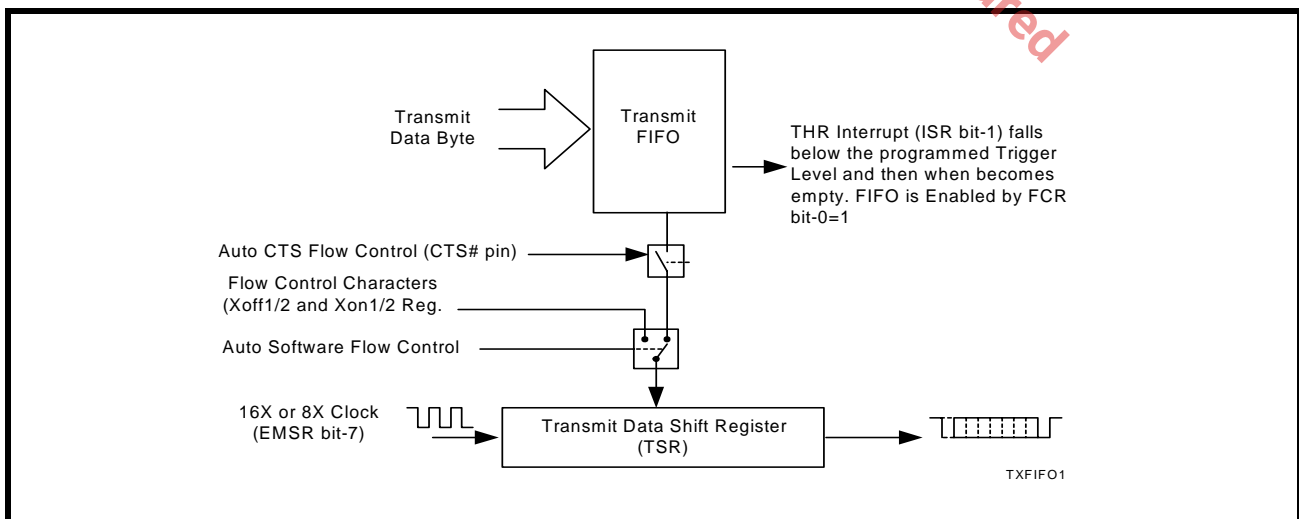 Transmit
Data Byte
Transmit
FIFO
THR Interrupt (ISR bit-1) falls
below the programmed Trigger
Level and then when becomes
empty. FIFO is Enabled by FCR
bit-0=1
Auto CTS Flow Control (CTS# pin)
Flow Control Characters
(Xoff1/2 and Xon1/2 Reg.
Auto Software Flow Control
16X or 8X Clock
(EMSR bit-7)
Transmit Data Shift Register
(TSR)
TXFIFO1